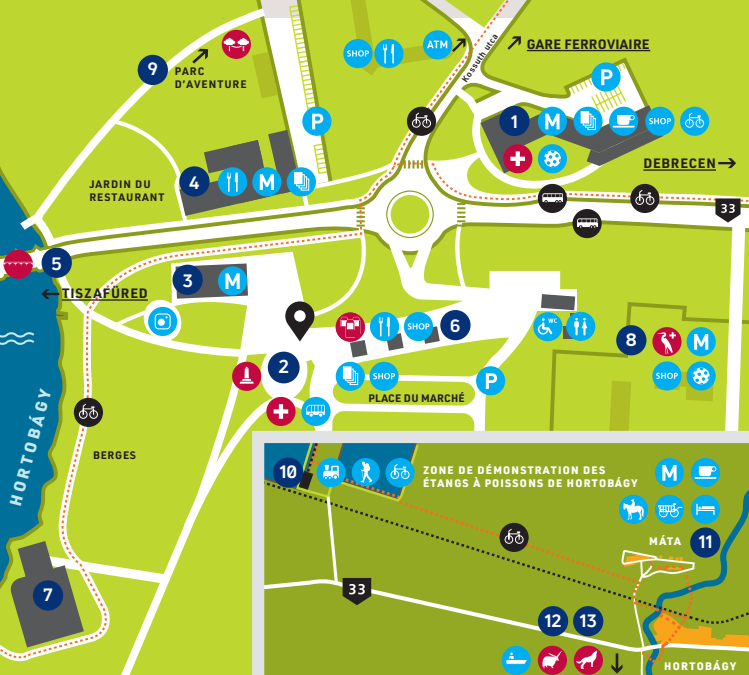 SHOP
ATM
Kossuth utca
GARE FERROVIAIRE
9
PARC
D'AVENTURE
P
P
1
M
SHOP
DEBRECEN
4
M
JARDIN DU
RESTAURANT
33
5
TISZAFÜRED
3
M
SHOP
6
WC
8
M
2
SHOP
PLACE DU MARCHÉ
P
SHOP
HORTOBÁGY
BERGES
10
ZONE DE DÉMONSTRATION DES
ÉTANGS À POISSONS DE HORTOBÁGY
M
MÁTA
11
7
33
12
13
HORTOBÁGY